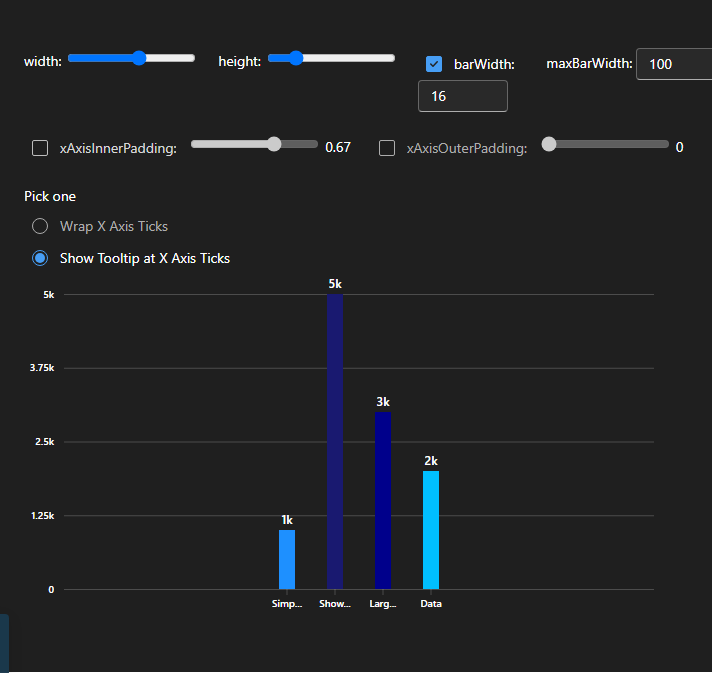 width: height: barWidth: maxBarWidth: 100
16
xAxisInnerPadding: 0.67 xAxisOuterPadding: 0
Pick one
Wrap X Axis Ticks
Show Tooltip at X Axis Ticks
5k
5k
3.75k
3k
2.5k
2k
1.25k
1k
0
Simp... Show... Larg... Data